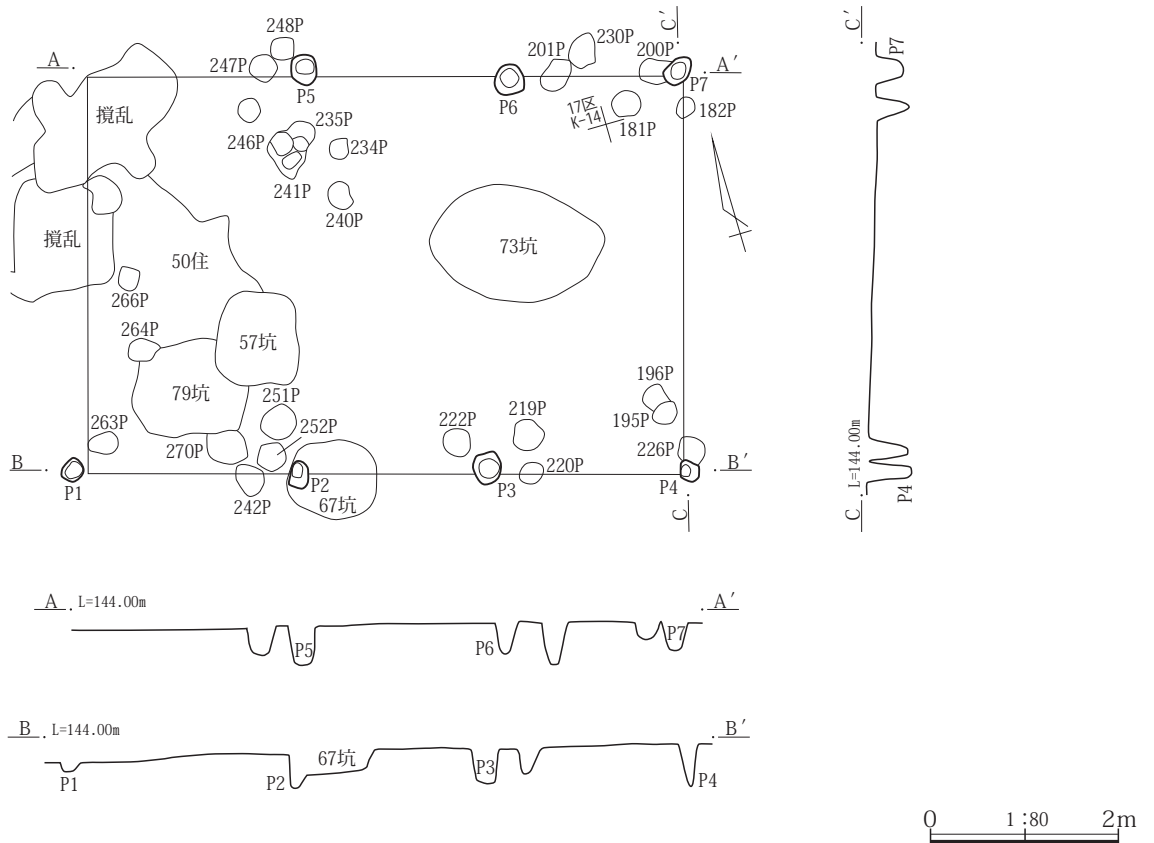 248P
C′
C′
A
247P
P5
201P
230P
200P
A′
P7
P7
P6
182P
17区
K-14
181P
攪乱
235P
246P
234P
241P
240P
攪乱
50住
73坑
266P
264P
57坑
79坑
251P
196P
263P
252P
222P
219P
195P
270P
226P
B
B′
220P
P1
P2
P3
P4
242P
67坑
C
C
L=144.00m
P4
A
L=144.00m
A′
P5
P6
P7
B
L=144.00m
B′
67坑
P1
P2
P3
P4
0
1:80
2m